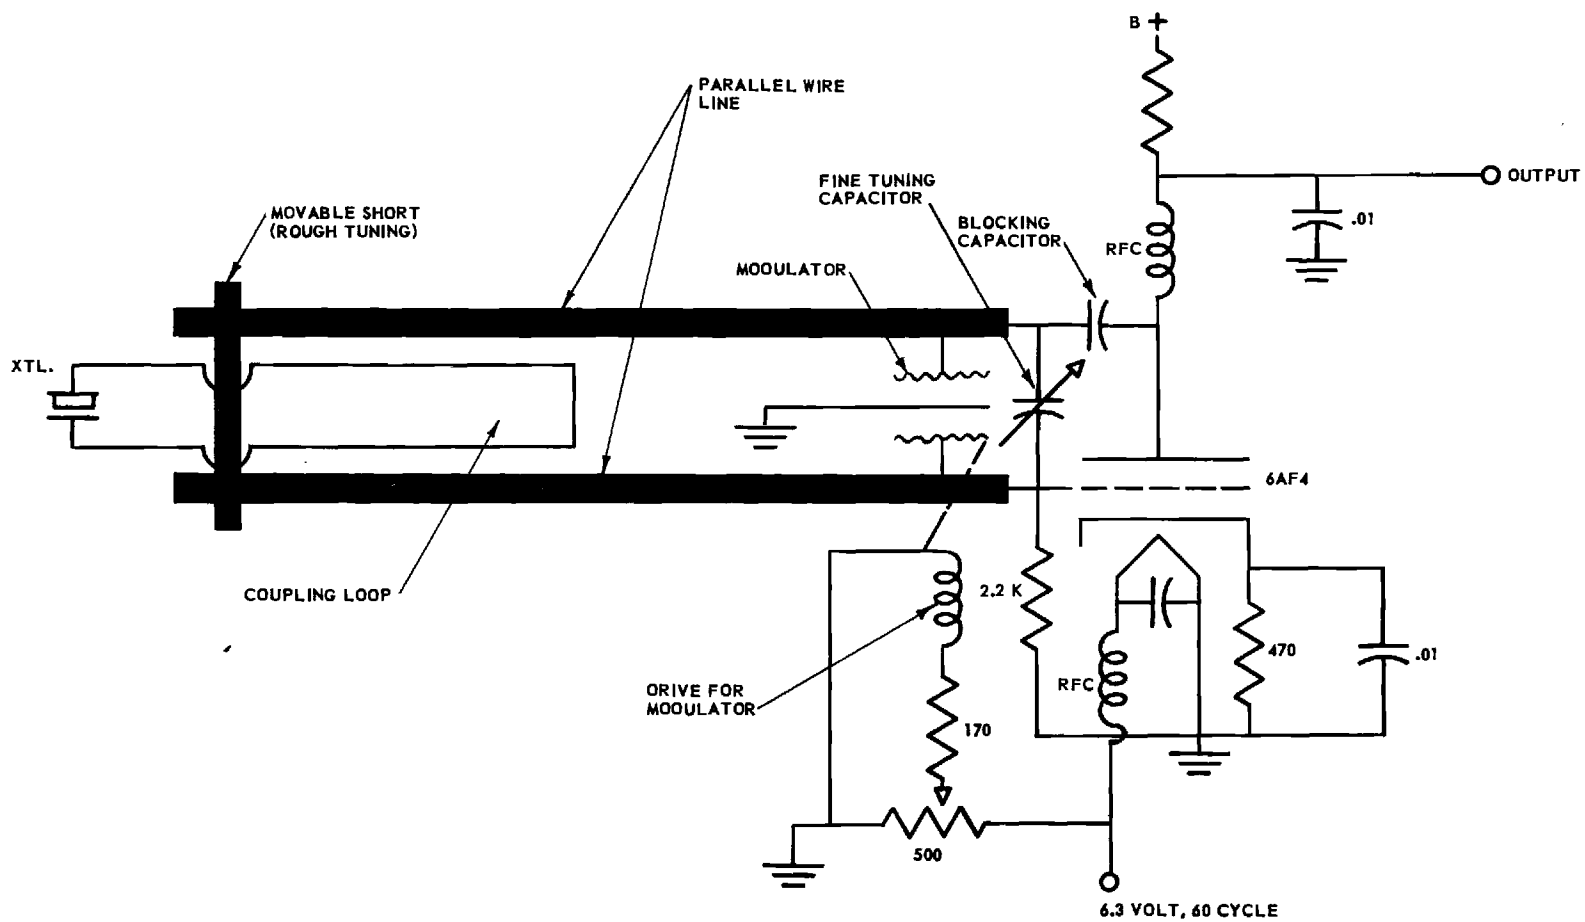 B +
PARALLEL WIRE
LINE
FINE TUNING
CAPACITOR
OUTPUT
MOVABLE SHORT
(ROUGH TUNING)
BLOCKING
CAPACITOR
.01
RFC
MOOULATOR
XTL.
6AF4
COUPLING LOOP
2.2 K
470
.01
RFC
ORIVE FOR
MOOULATOR
170
500
6.3 VOLT, 60 CYCLE